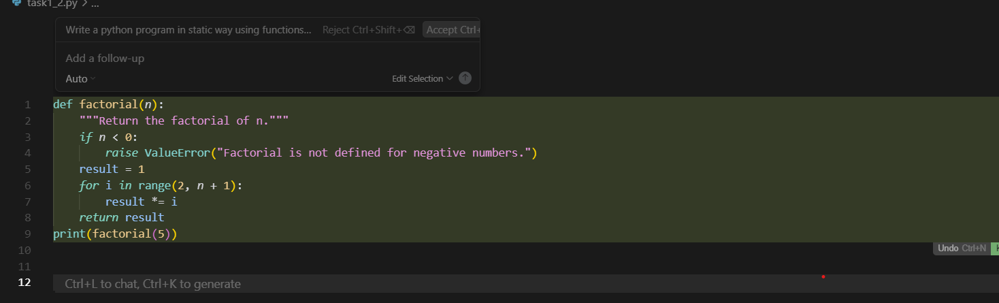 task1_2.py > ...
Write a python program in static way using functions... Reject Ctrl+Shift+⌫ Accept Ctrl+
Add a follow-up
Auto
Edit Selection
1 def factorial(n):
2     """Return the factorial of n."""
3     if n < 0:
4         raise ValueError("Factorial is not defined for negative numbers.")
5     result = 1
6     for i in range(2, n + 1):
7         result *= i
8     return result
9 print(factorial(5))
10
Undo Ctrl+N
11
12 Ctrl+L to chat, Ctrl+K to generate